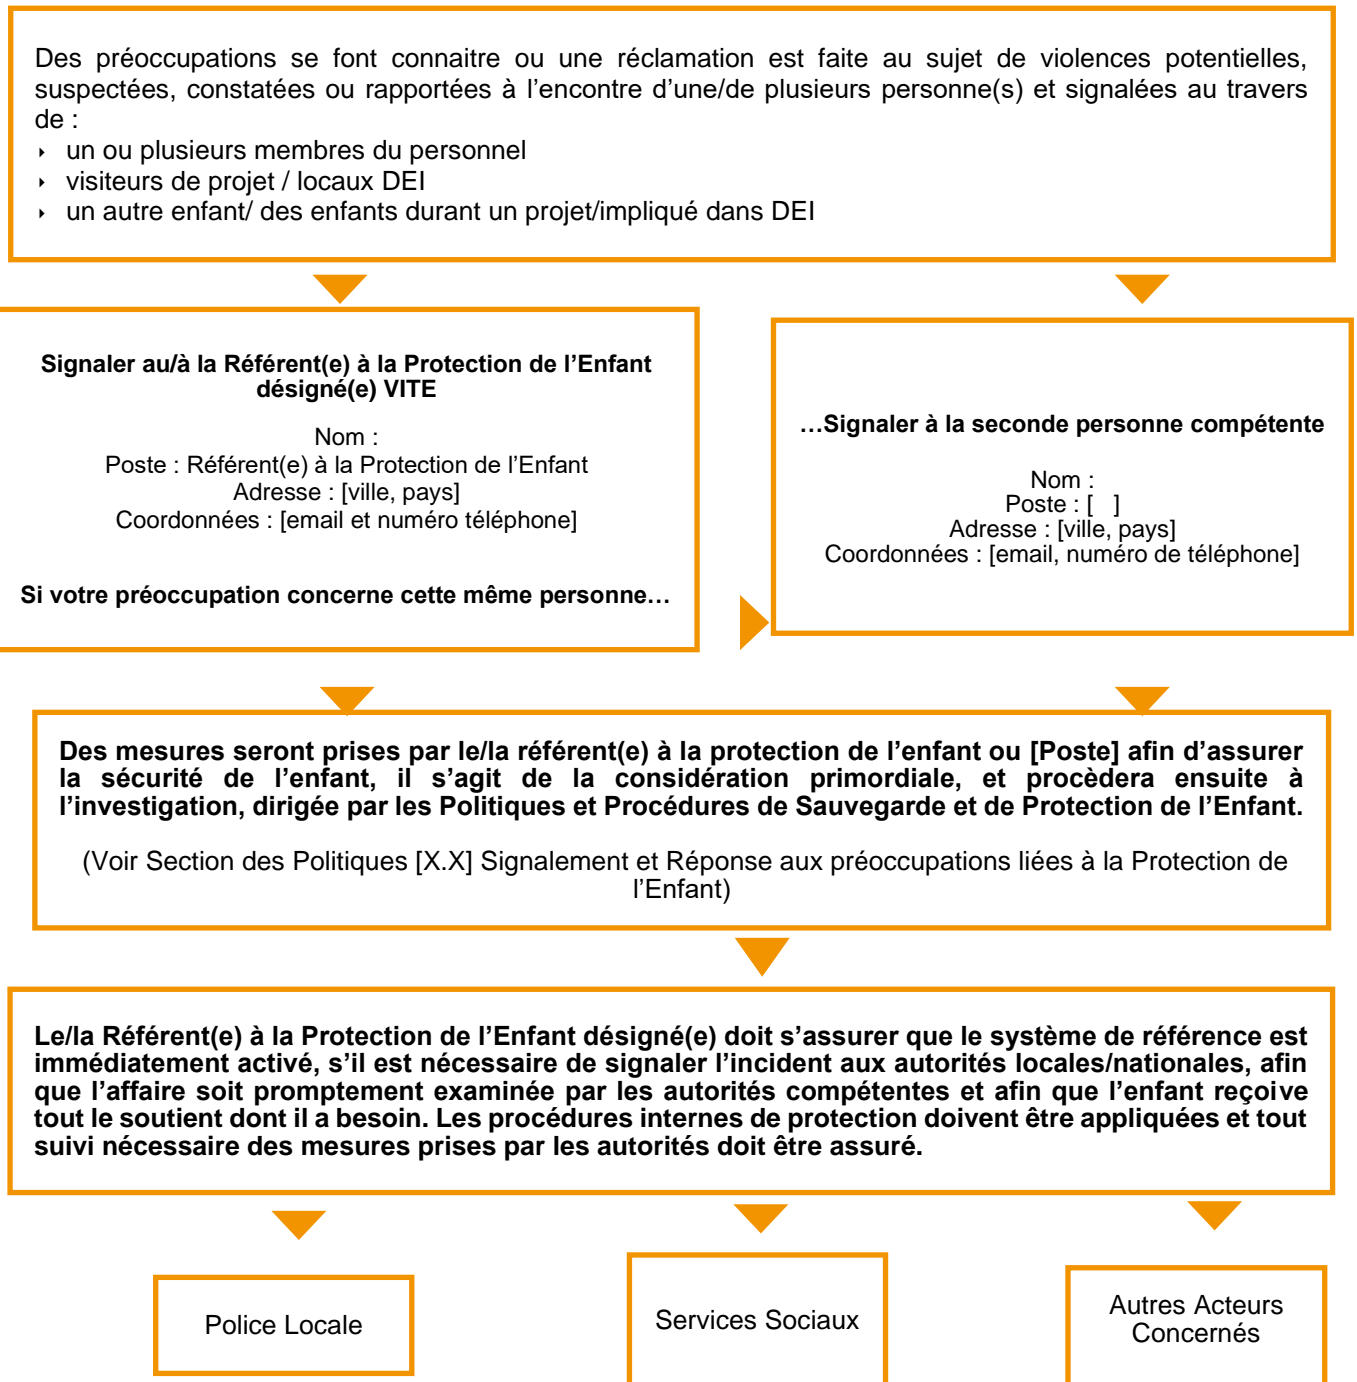 Des préoccupations se font connaitre ou une réclamation est faite au sujet de violences potentielles,
suspectées, constatées ou rapportées à l’encontre d’une/de plusieurs personne(s) et signalées au travers
de :
‣ un ou plusieurs membres du personnel
‣ visiteurs de projet / locaux DEI
‣ un autre enfant/ des enfants durant un projet/impliqué dans DEI
Signaler au/à la Référent(e) à la Protection de l’Enfant
désigné(e) VITE
Nom :
Poste : Référent(e) à la Protection de l’Enfant
Adresse : [ville, pays]
Coordonnées : [email et numéro téléphone]
Si votre préoccupation concerne cette même personne…
…Signaler à la seconde personne compétente
Nom :
Poste : [ ]
Adresse : [ville, pays]
Coordonnées : [email, numéro de téléphone]
Des mesures seront prises par le/la référent(e) à la protection de l’enfant ou [Poste] afin d’assurer
la sécurité de l’enfant, il s’agit de la considération primordiale, et procèdera ensuite à
l’investigation, dirigée par les Politiques et Procédures de Sauvegarde et de Protection de l’Enfant.
(Voir Section des Politiques [X.X] Signalement et Réponse aux préoccupations liées à la Protection de
l’Enfant)
Le/la Référent(e) à la Protection de l’Enfant désigné(e) doit s’assurer que le système de référence est
immédiatement activé, s’il est nécessaire de signaler l’incident aux autorités locales/nationales, afin
que l’affaire soit promptement examinée par les autorités compétentes et afin que l’enfant reçoive
tout le soutient dont il a besoin. Les procédures internes de protection doivent être appliquées et tout
suivi nécessaire des mesures prises par les autorités doit être assuré.
Police Locale
Services Sociaux
Autres Acteurs
Concernés